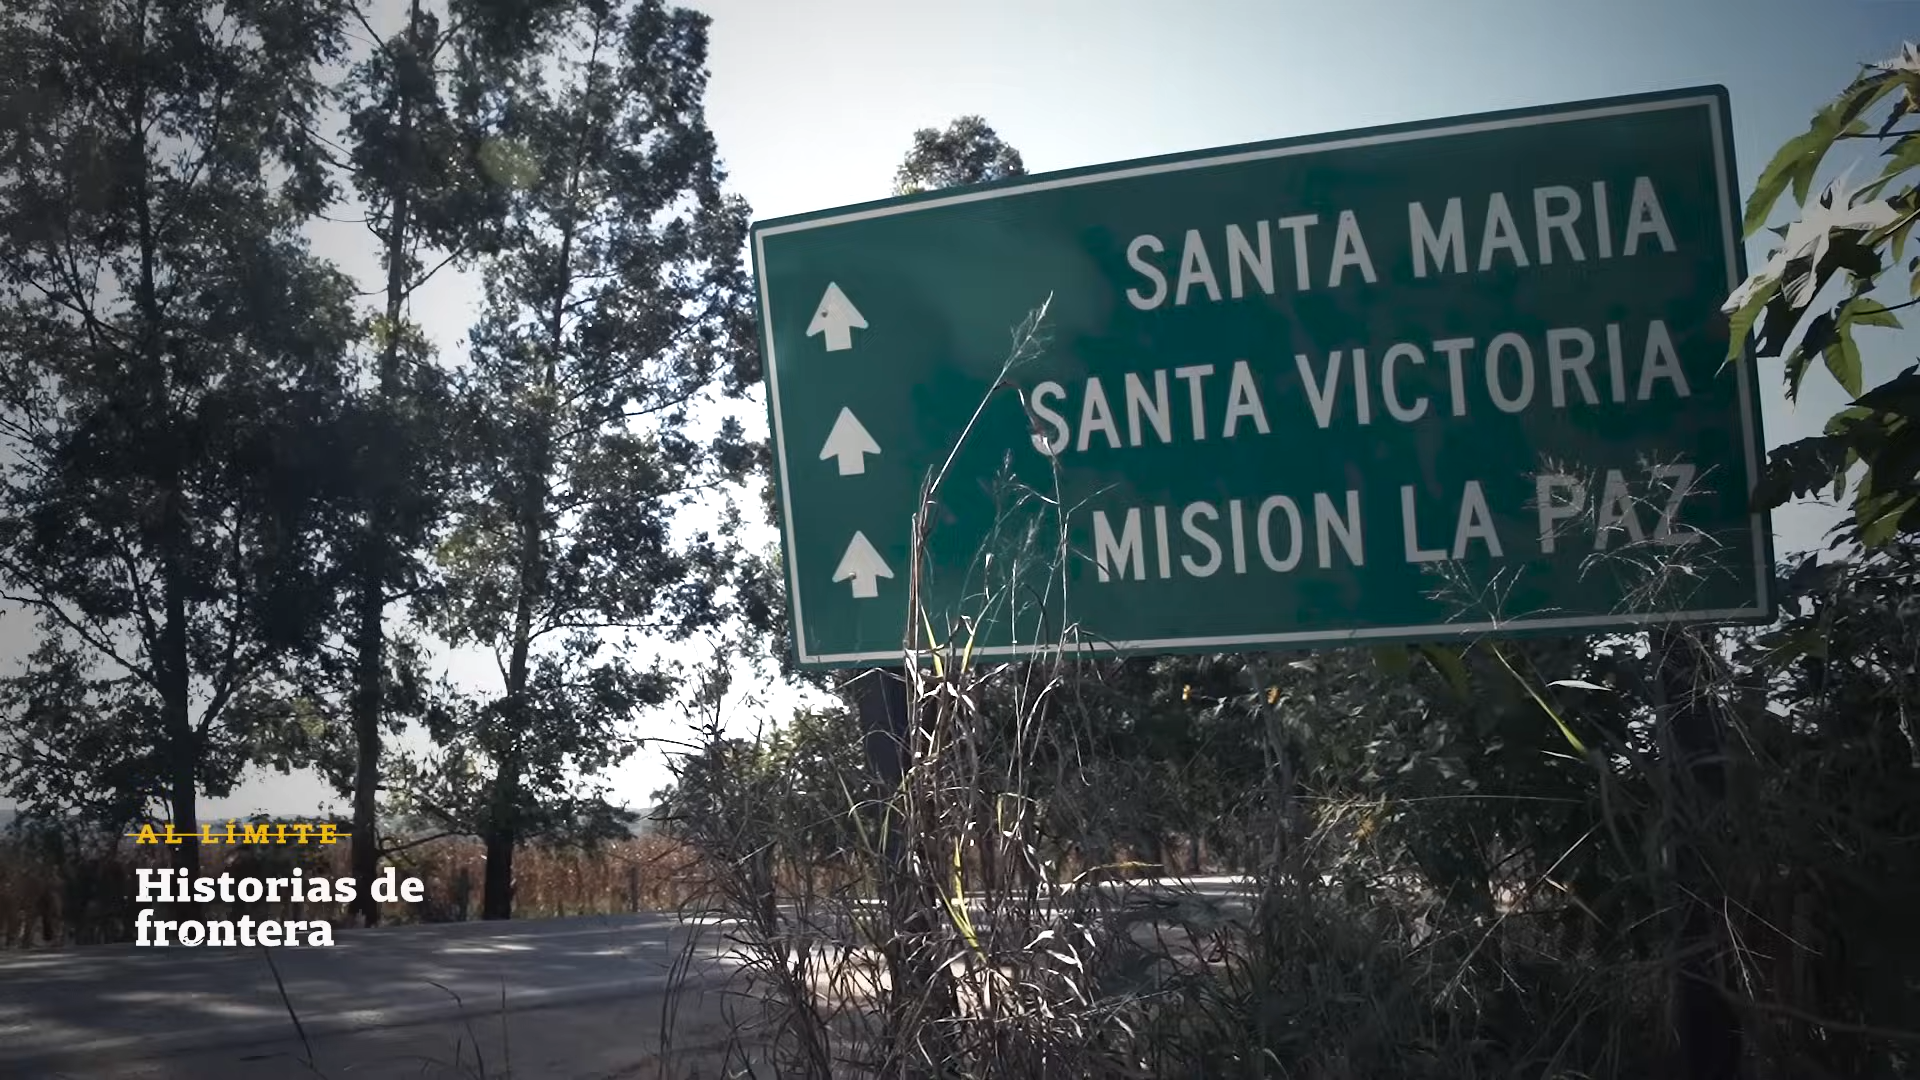 SANTA MARIA
SANTA VICTORIA
MISION LA PAZ
AL LÍMITE
Historias de
frontera